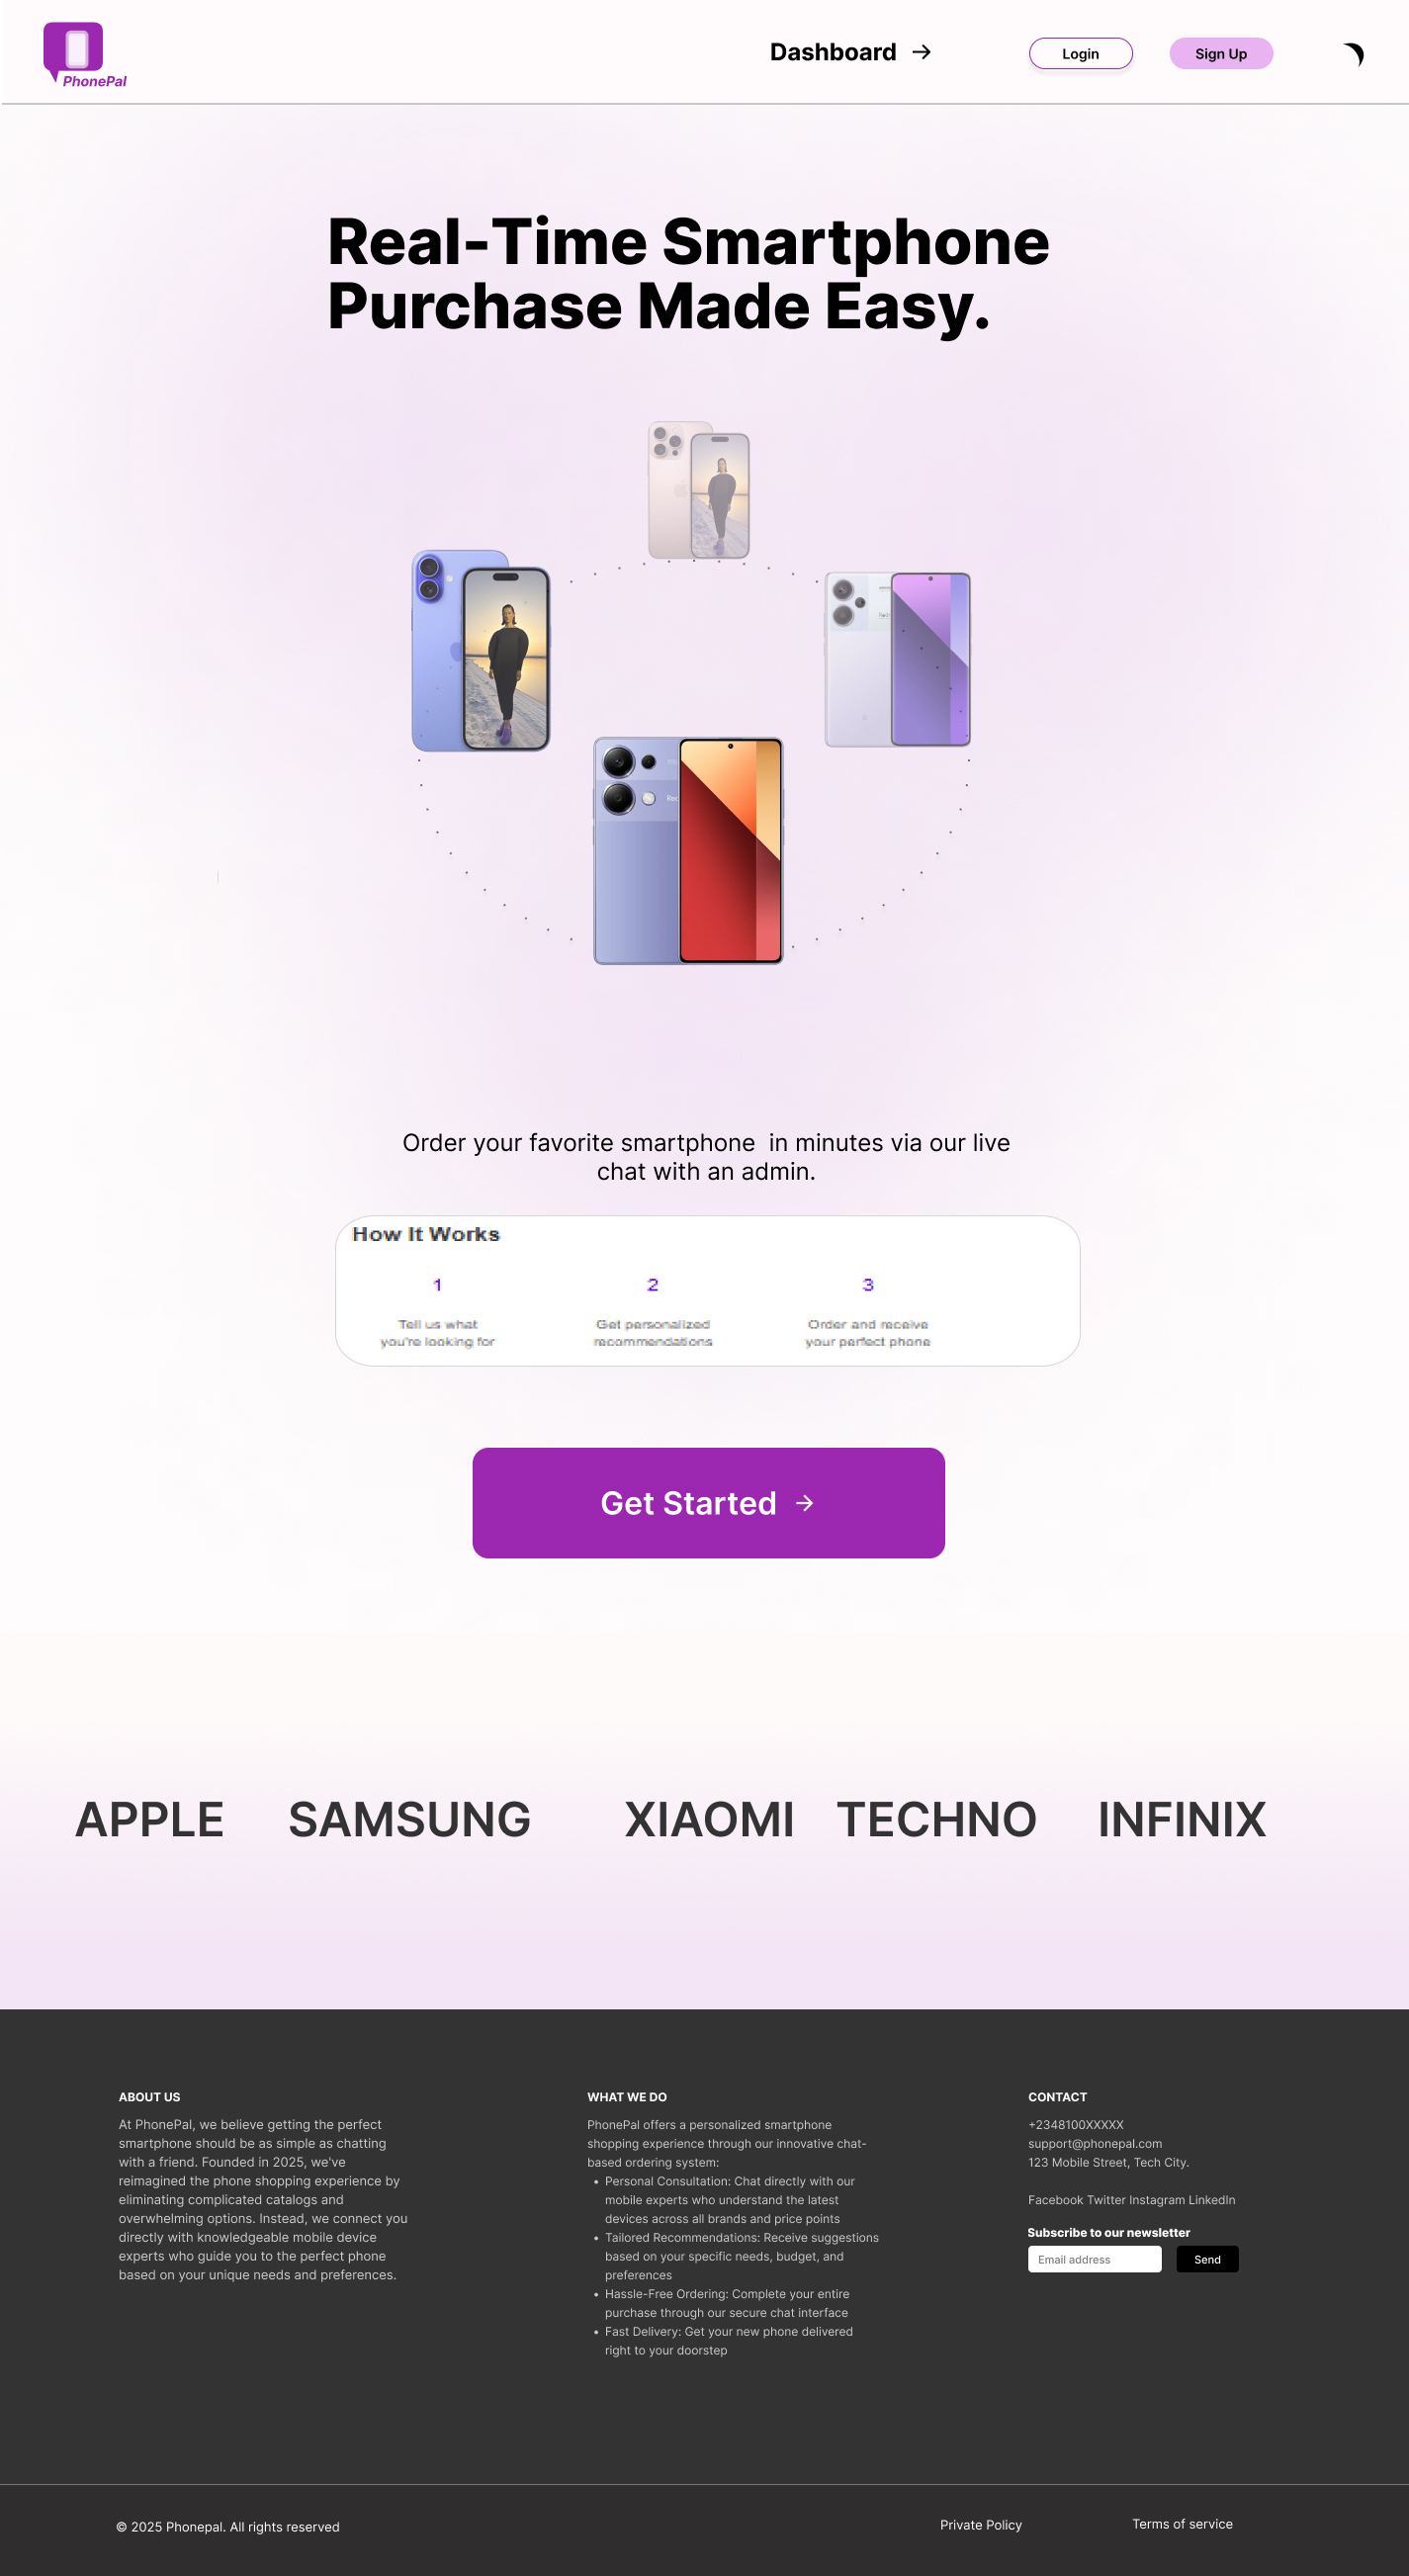 PhonePal
Dashboard →
Login
Sign Up
Real-Time Smartphone
Purchase Made Easy.
Order your favorite smartphone in minutes via our live
chat with an admin.
How It Works
1
2
3
Tell us what
you're looking for
Get personalized
recommendations
Order and receive
your perfect phone
Get Started →
APPLE
SAMSUNG
XIAOMI
TECHNO
INFINIX
ABOUT US
At PhonePal, we believe getting the perfect
smartphone should be as simple as chatting
with a friend. Founded in 2025, we've
reimagined the phone shopping experience by
eliminating complicated catalogs and
overwhelming options. Instead, we connect you
directly with knowledgeable mobile device
experts who guide you to the perfect phone
based on your unique needs and preferences.
WHAT WE DO
PhonePal offers a personalized smartphone
shopping experience through our innovative chat-
based ordering system:
• Personal Consultation: Chat directly with our
mobile experts who understand the latest
devices across all brands and price points
• Tailored Recommendations: Receive suggestions
based on your specific needs, budget, and
preferences
• Hassle-Free Ordering: Complete your entire
purchase through our secure chat interface
• Fast Delivery: Get your new phone delivered
right to your doorstep
CONTACT
+2348100XXXXX
support@phonepal.com
123 Mobile Street, Tech City.
Facebook Twitter Instagram LinkedIn
Subscribe to our newsletter
Email address
Send
© 2025 Phonepal. All rights reserved
Private Policy
Terms of service